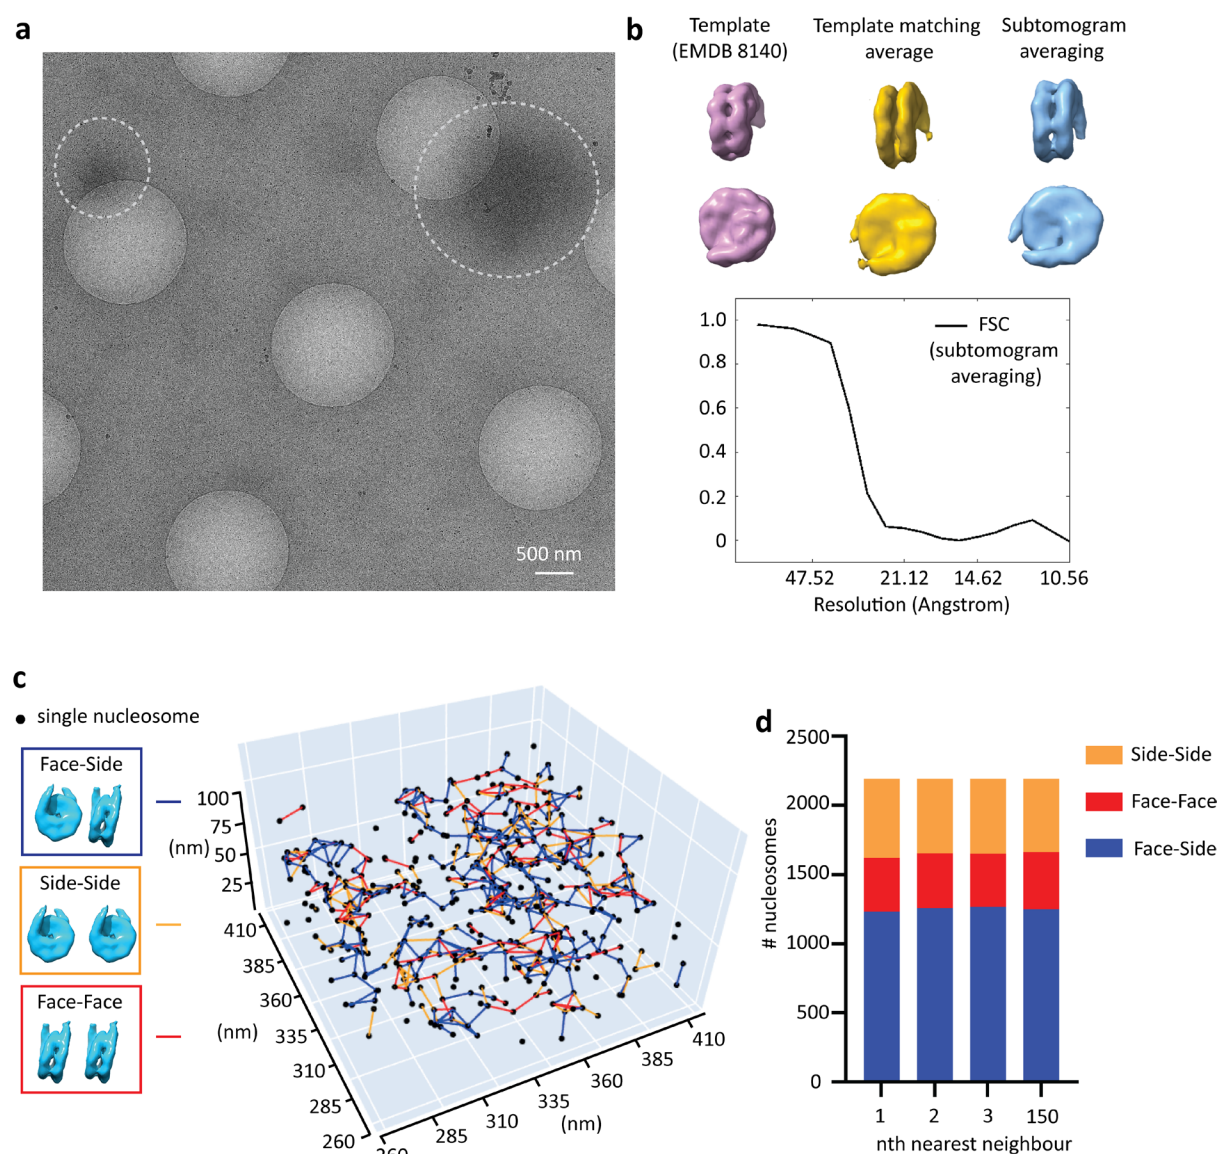 a
500 nm
b
Template
(EMDB 8140)
Template matching
average
Subtomogram
averaging
1.0
0.8
0.6
0.4
0.2
0
FSC
(subtomogram
averaging)
47.52 21.12 14.62 10.56
Resolution (Angstrom)
c
single nucleosome
Face-Side
Side-Side
Face-Face
100
75
(nm)
50
25
410
385
360
335
(nm)
310
285
260
260
285
310
335
(nm)
360
385
410
d
# nucleosomes
2500
2000
1500
1000
500
0
1 2 3 150
nth nearest neighbour
Side-Side
Face-Face
Face-Side